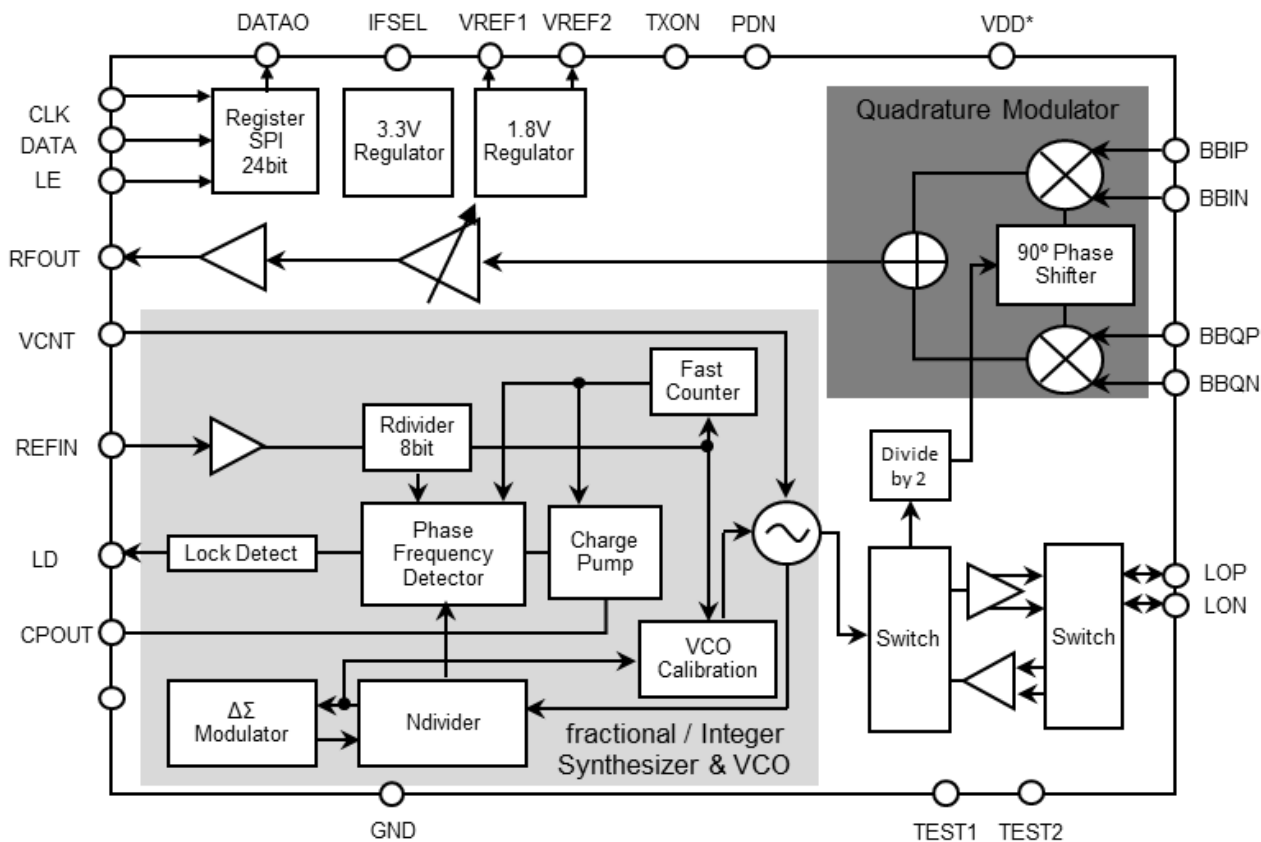 DATAO
IFSEL
VREF1
VREF2
TXON
PDN
VDD*
CLK
DATA
LE
Register
SPI
24bit
3.3V
Regulator
1.8V
Regulator
Quadrature Modulator
BBIP
BBIN
90º Phase
Shifter
BBQP
BBQN
RFOUT
VCNT
Fast
Counter
REFIN
Rdivider
8bit
Divide
by 2
Phase
Frequency
Detector
Charge
Pump
LD
Lock Detect
LOP
LON
Switch
Switch
CPOUT
VCO
Calibration
ΔΣ
Modulator
Ndivider
fractional / Integer
Synthesizer & VCO
GND
TEST1
TEST2